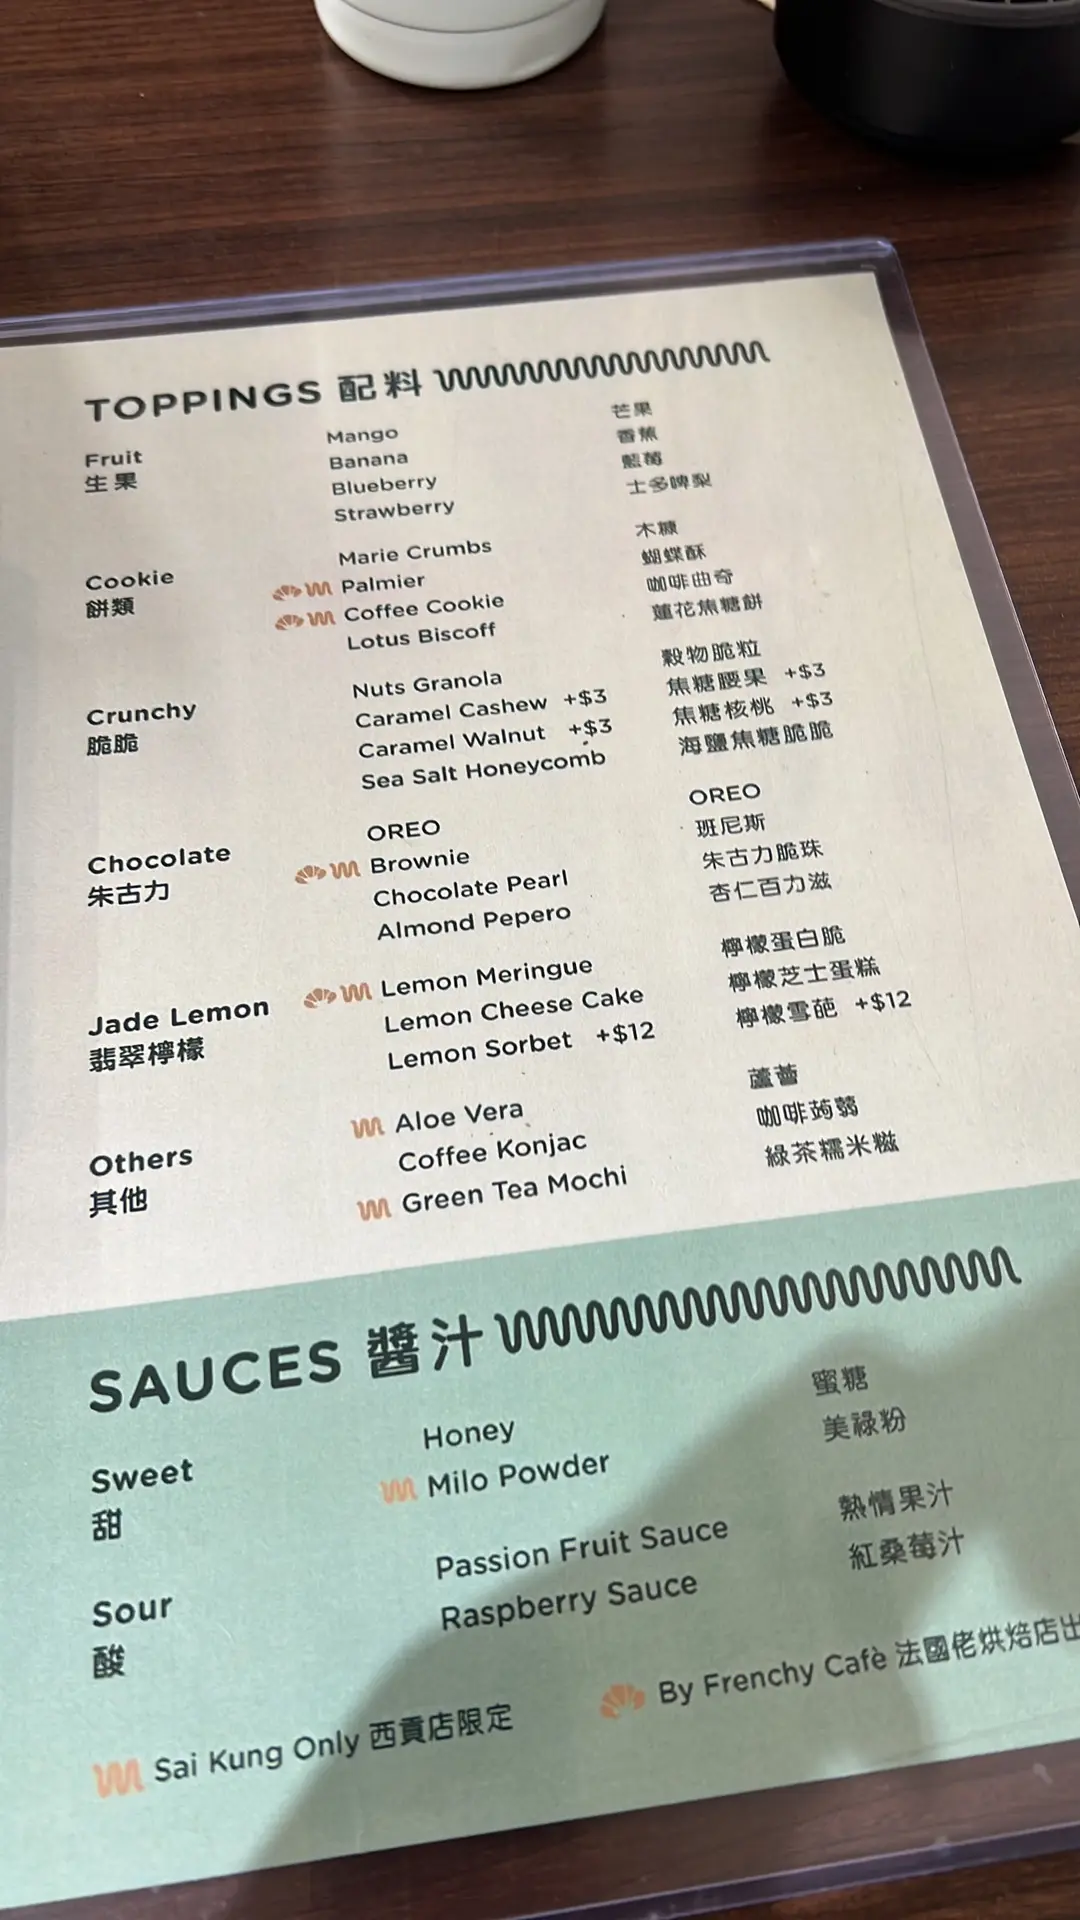 TOPPINGS 配料
Fruit
生果
Mango 芒果
Banana 香蕉
Blueberry 藍莓
Strawberry 士多啤梨
Cookie
餅類
Marie Crumbs 木糠
Palmier 蝴蝶酥
Coffee Cookie 咖啡曲奇
Lotus Biscoff 蓮花焦糖餅
Crunchy
脆脆
Nuts Granola 穀物脆粒
Caramel Cashew +$3 焦糖腰果 +$3
Caramel Walnut +$3 焦糖核桃 +$3
Sea Salt Honeycomb 海鹽焦糖脆脆
Chocolate
朱古力
OREO OREO
Brownie 班尼斯
Chocolate Pearl 朱古力脆珠
Almond Pepero 杏仁百力滋
Jade Lemon
翡翠檸檬
Lemon Meringue 檸檬蛋白脆
Lemon Cheese Cake 檸檬芝士蛋糕
Lemon Sorbet +$12 檸檬雪葩 +$12
Others
其他
Aloe Vera 蘆薈
Coffee Konjac 咖啡蒟蒻
Green Tea Mochi 綠茶糯米糍
SAUCES 醬汁
Sweet
甜
Honey 蜜糖
Milo Powder 美祿粉
Sour
酸
Passion Fruit Sauce 熱情果汁
Raspberry Sauce 紅桑莓汁
Sai Kung Only 西貢店限定
By Frenchy Cafè 法國佬烘焙店出